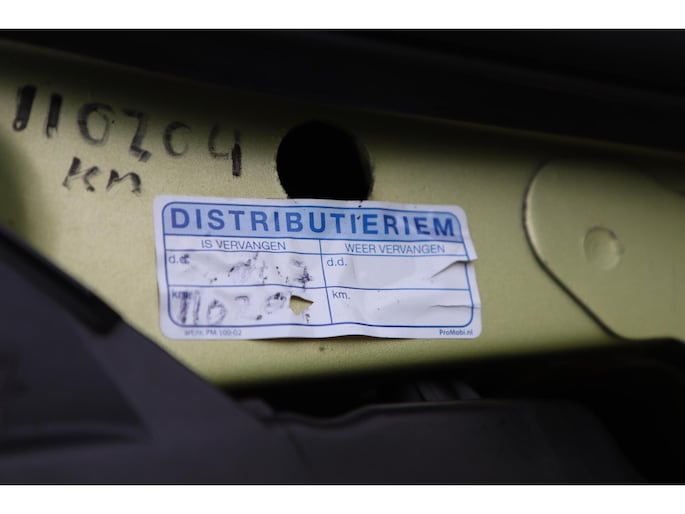 110204
km
DISTRIBUTIERIEM
IS VERVANGEN
WEER VERVANGEN
d.d.
d.d.
km.
art.nr. PM 100-02
ProMobi.nl